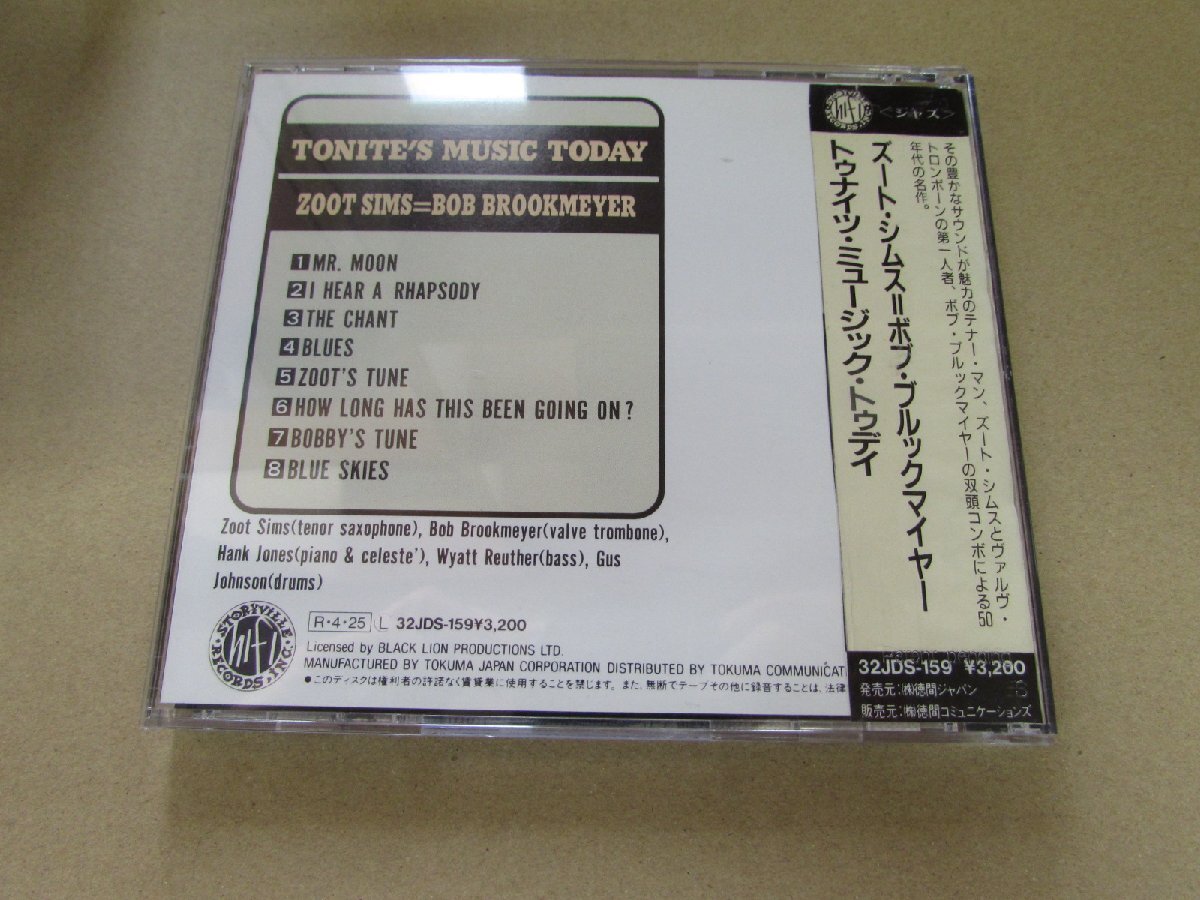 TONITE'S MUSIC TODAY
ZOOT SIMS=BOB BROOKMEYER
1 MR. MOON
2 I HEAR A RHAPSODY
3 THE CHANT
4 BLUES
5 ZOOT'S TUNE
6 HOW LONG HAS THIS BEEN GOING ON?
7 BOBBY'S TUNE
8 BLUE SKIES
Zoot Sims(tenor saxophone), Bob Brookmeyer(valve trombone),
Hank Jones(piano & celeste'), Wyatt Reuther(bass), Gus
Johnson(drums)
STORYVILLE
hi-fi
RECORDS, INC.
R・4・25 L 32JDS-159¥3,200
Licensed by BLACK LION PRODUCTIONS LTD.
MANUFACTURED BY TOKUMA JAPAN CORPORATION DISTRIBUTED BY TOKUMA COMMUNICAT
●このディスクは権利者の許諾なく賃貸業に使用することを禁じます。また、無断でテープその他に録音することは、法律
hi-fi
RECORDS, INC.
<ジャズ>
その豊かなサウンドが魅力のテナー・マン、ズート・シムスとヴァルヴ・
トロンボーンの第一人者、ボブ・ブルックマイヤーの双頭コンボによる50
年代の名作。
ズート・シムス=ボブ・ブルックマイヤー
トゥナイツ・ミュージック・トゥデイ
32JDS-159 ¥3,200
発売元:㈱徳間ジャパン
販売元:㈱徳間コミュニケーションズ